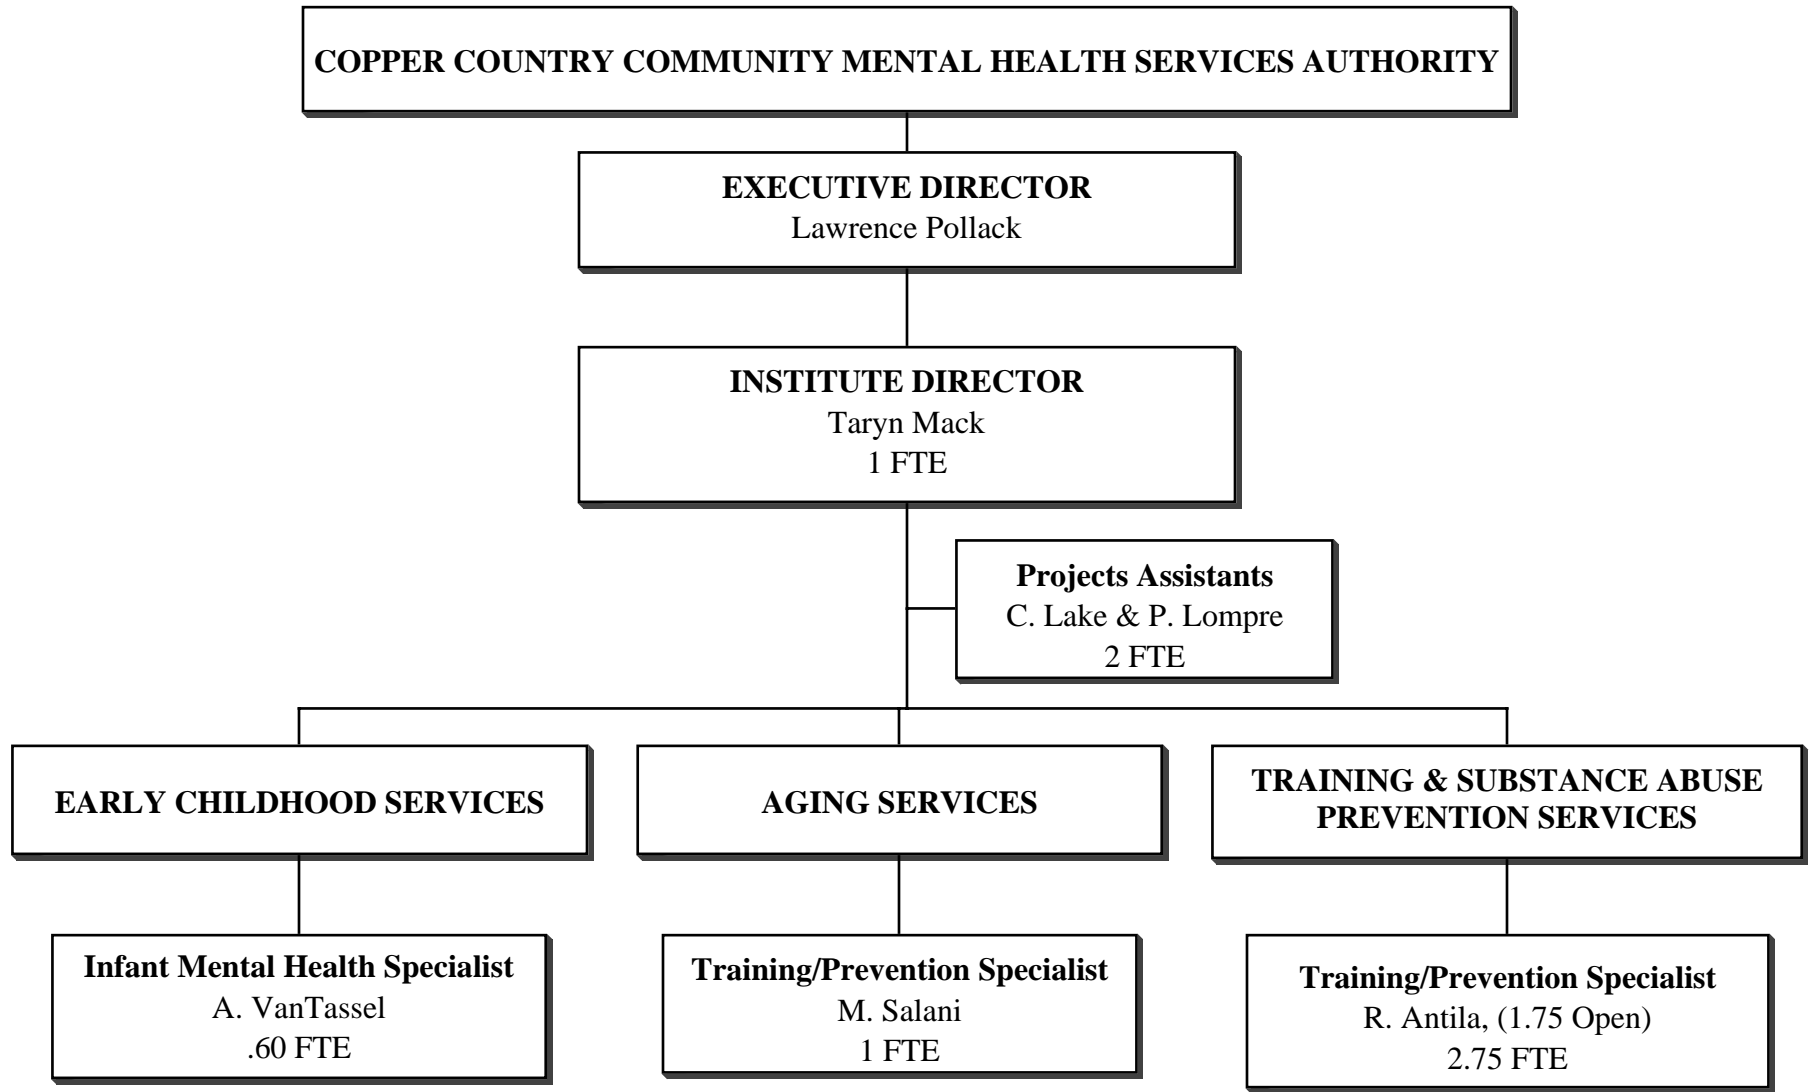 COPPER COUNTRY COMMUNITY MENTAL HEALTH SERVICES AUTHORITY
EXECUTIVE DIRECTOR
Lawrence Pollack
INSTITUTE DIRECTOR
Taryn Mack
1 FTE
Projects Assistants
C. Lake & P. Lompre
2 FTE
EARLY CHILDHOOD SERVICES
AGING SERVICES
TRAINING & SUBSTANCE ABUSE
PREVENTION SERVICES
Infant Mental Health Specialist
A. VanTassel
.60 FTE
Training/Prevention Specialist
M. Salani
1 FTE
Training/Prevention Specialist
R. Antila, (1.75 Open)
2.75 FTE